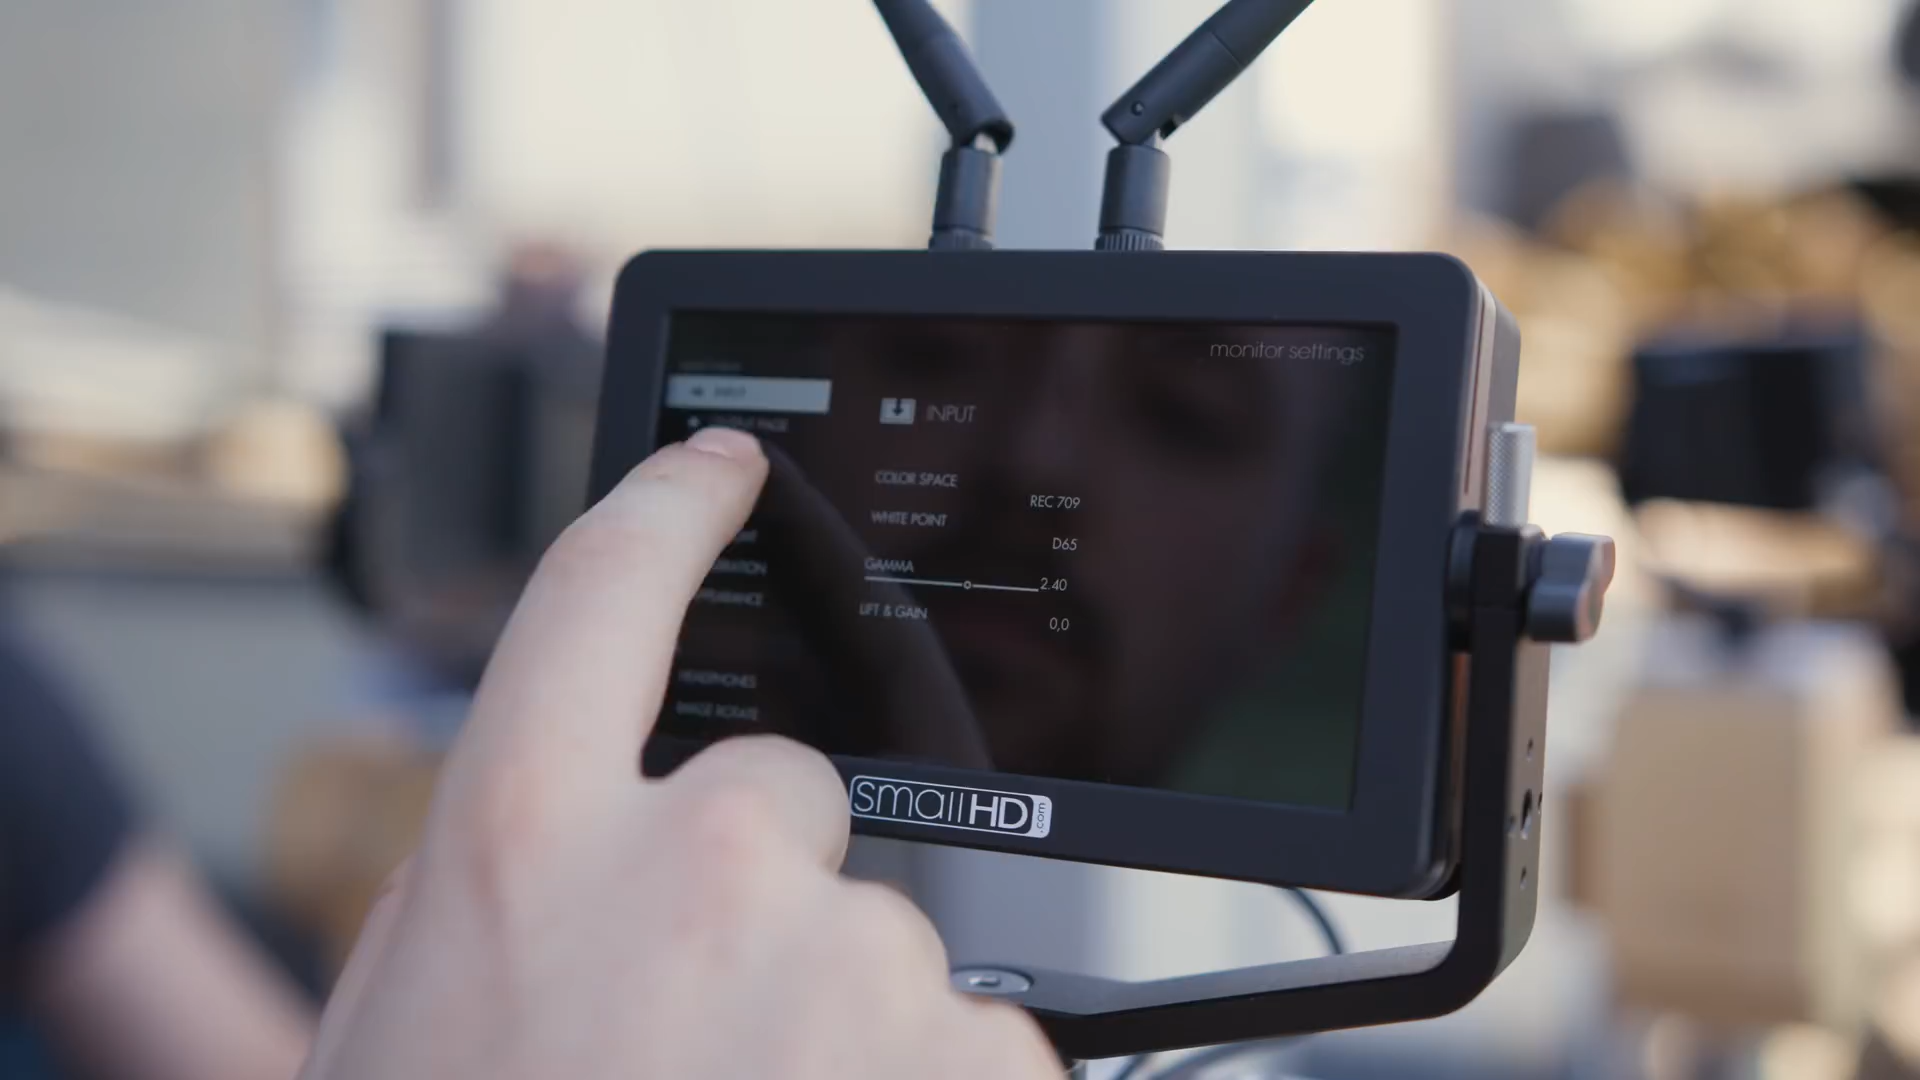 monitor settings
INPUT
INPUT
COLOR SPACE
REC 709
WHITE POINT
D65
GAMMA
2.40
LIFT & GAIN
0,0
HEADPHONES
IMAGE ROTATE
smallHD.com